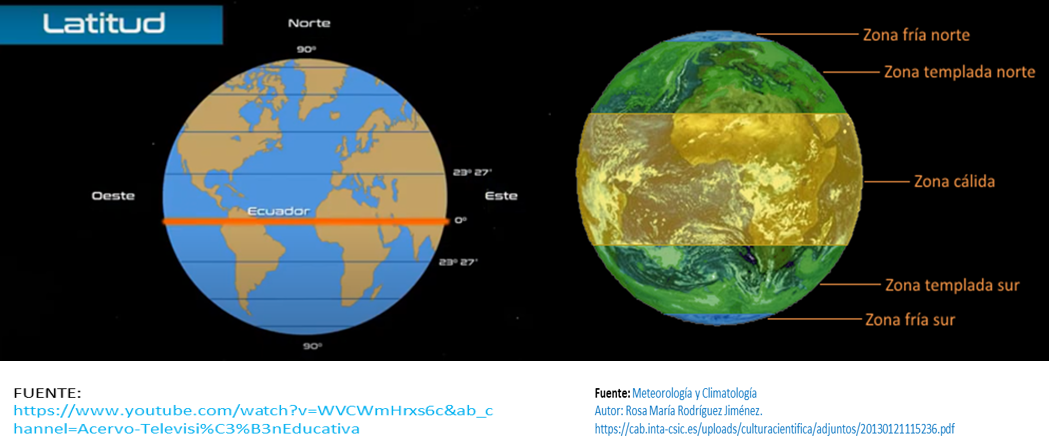 Latitud
Norte
90°
23° 27'
Oeste
Este
Ecuador
0°
23° 27'
90°
Zona fría norte
Zona templada norte
Zona cálida
Zona templada sur
Zona fría sur
FUENTE:
https://www.youtube.com/watch?v=WVCWmHrxs6c&ab_c
hannel=Acervo-Televisi%C3%B3nEducativa
Fuente: Meteorología y Climatología
Autor: Rosa María Rodríguez Jiménez.
https://cab.inta-csic.es/uploads/culturacientifica/adjuntos/20130121115236.pdf